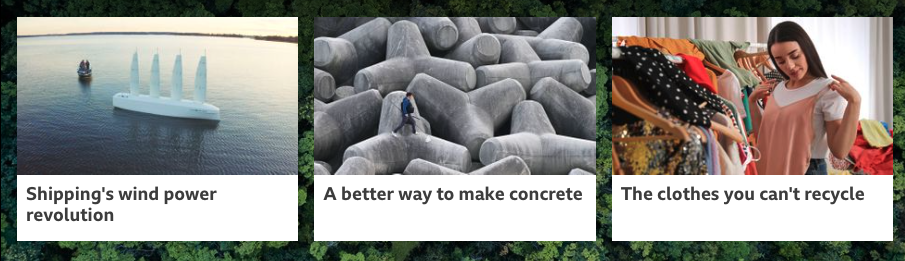 Shipping's wind power
revolution
A better way to make concrete
The clothes you can't recycle